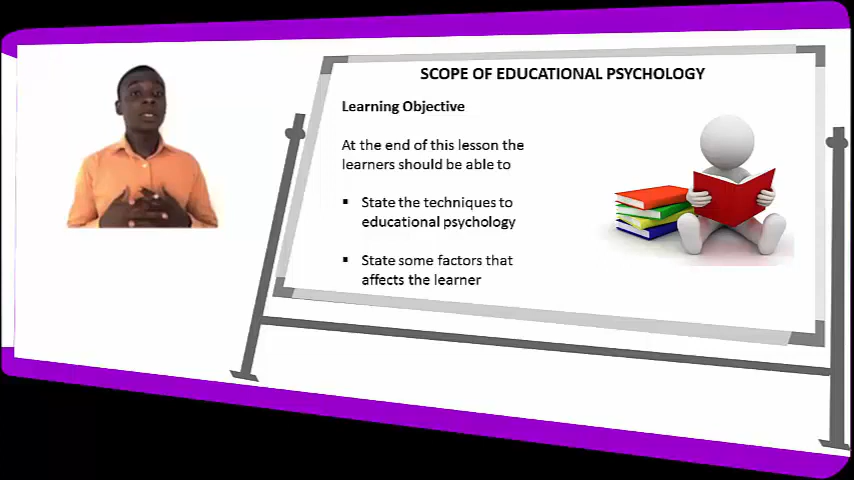 SCOPE OF EDUCATIONAL PSYCHOLOGY
Learning Objective
At the end of this lesson the
learners should be able to
▪ State the techniques to
educational psychology
▪ State some factors that
affects the learner